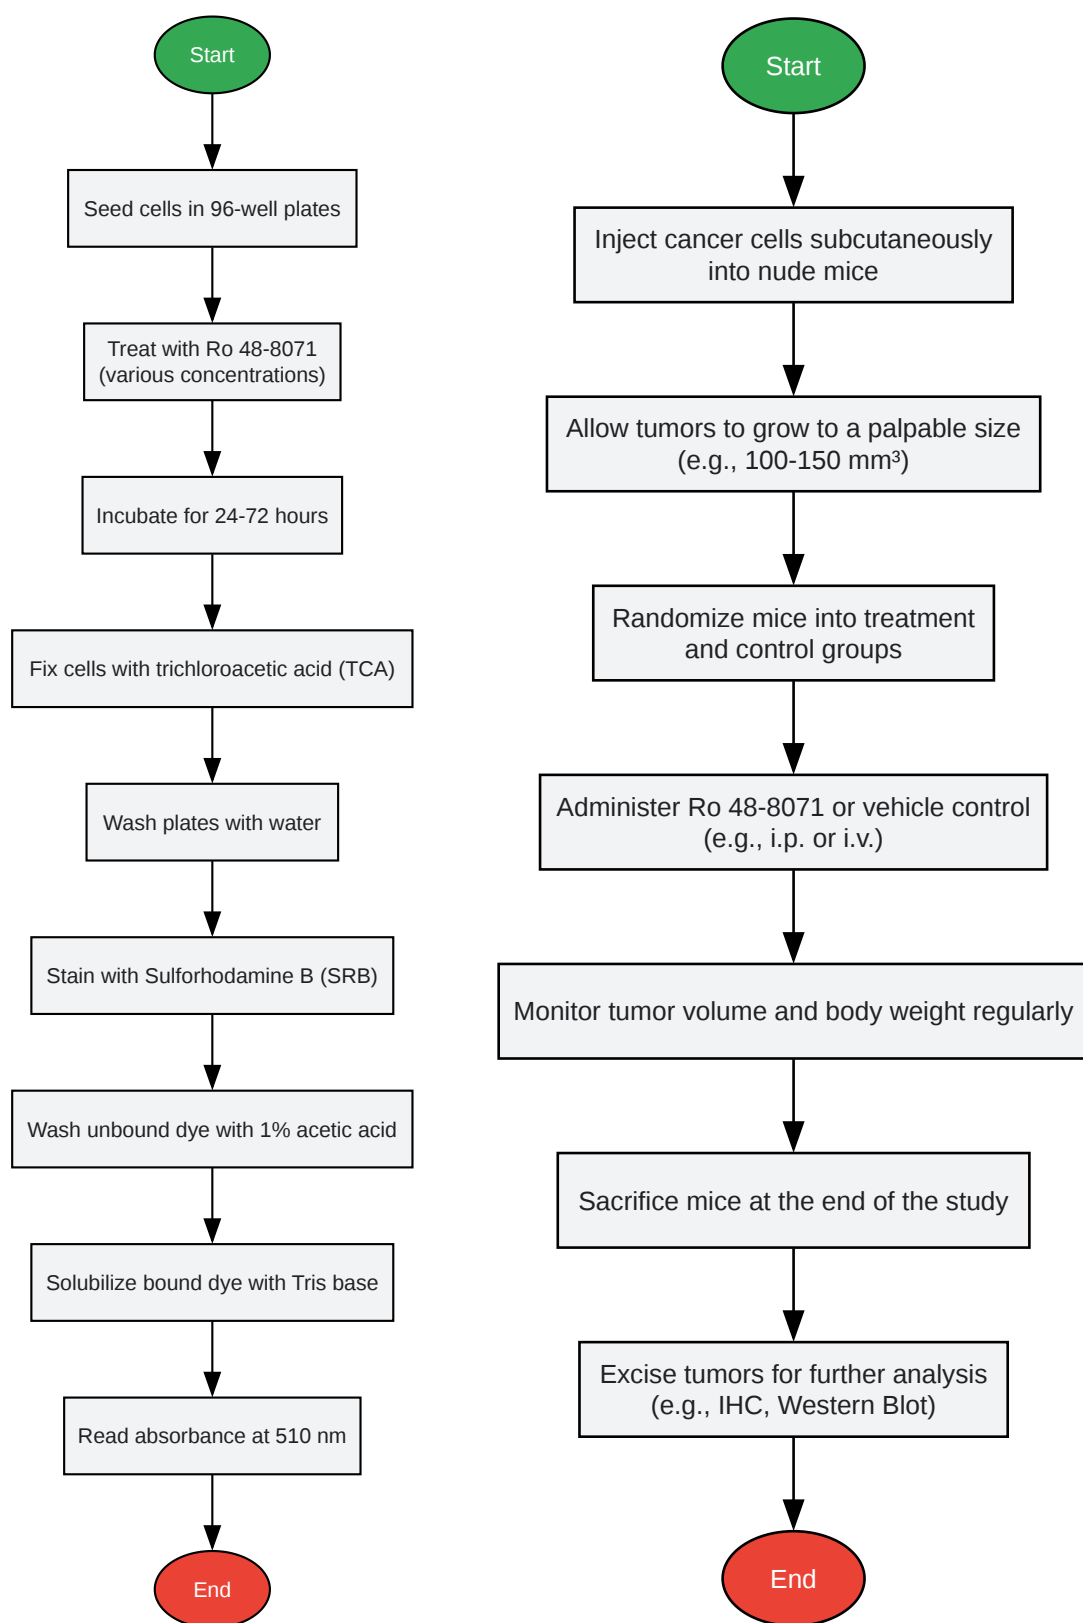 Start
Seed cells in 96-well plates
Treat with Ro 48-8071
(various concentrations)
Incubate for 24-72 hours
Fix cells with trichloroacetic acid (TCA)
Wash plates with water
Stain with Sulforhodamine B (SRB)
Wash unbound dye with 1% acetic acid
Solubilize bound dye with Tris base
Read absorbance at 510 nm
End
Start
Inject cancer cells subcutaneously
into nude mice
Allow tumors to grow to a palpable size
(e.g., 100-150 mm³)
Randomize mice into treatment
and control groups
Administer Ro 48-8071 or vehicle control
(e.g., i.p. or i.v.)
Monitor tumor volume and body weight regularly
Sacrifice mice at the end of the study
Excise tumors for further analysis
(e.g., IHC, Western Blot)
End